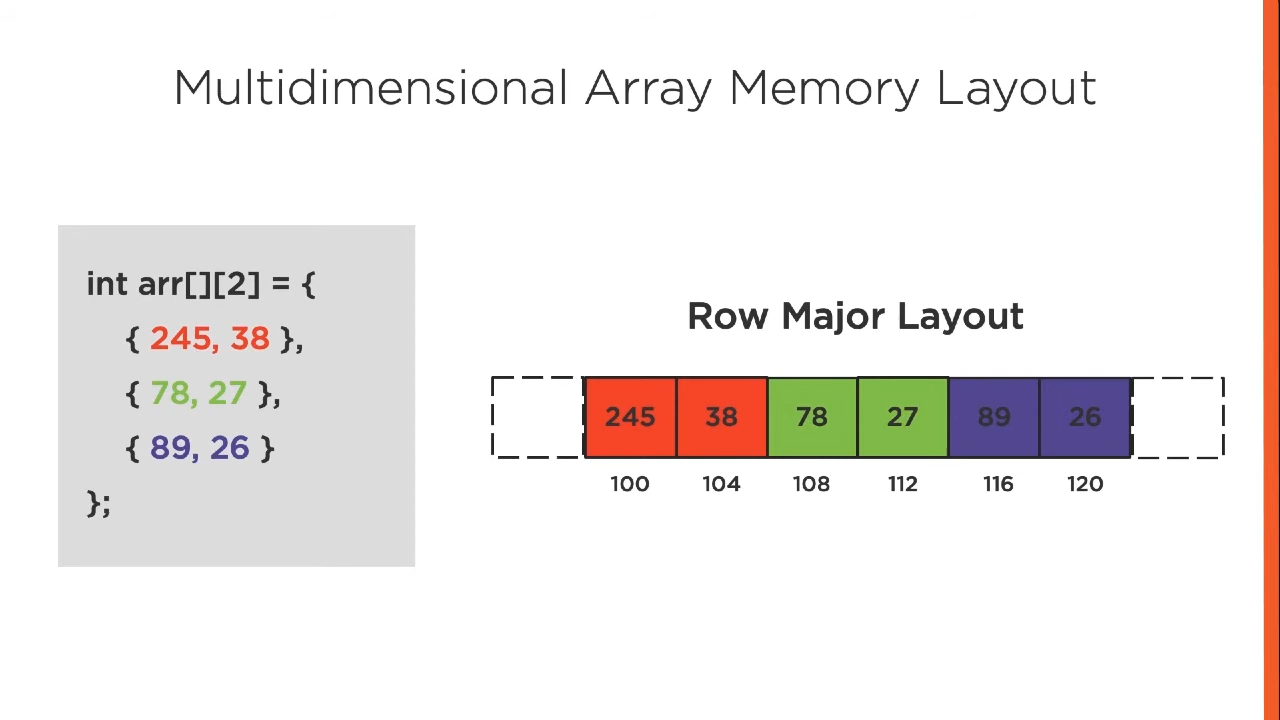 Multidimensional Array Memory Layout
int arr[][2] = {
{ 245, 38 },
{ 78, 27 },
{ 89, 26 }
};
Row Major Layout
245 38 78 27 89 26
100 104 108 112 116 120